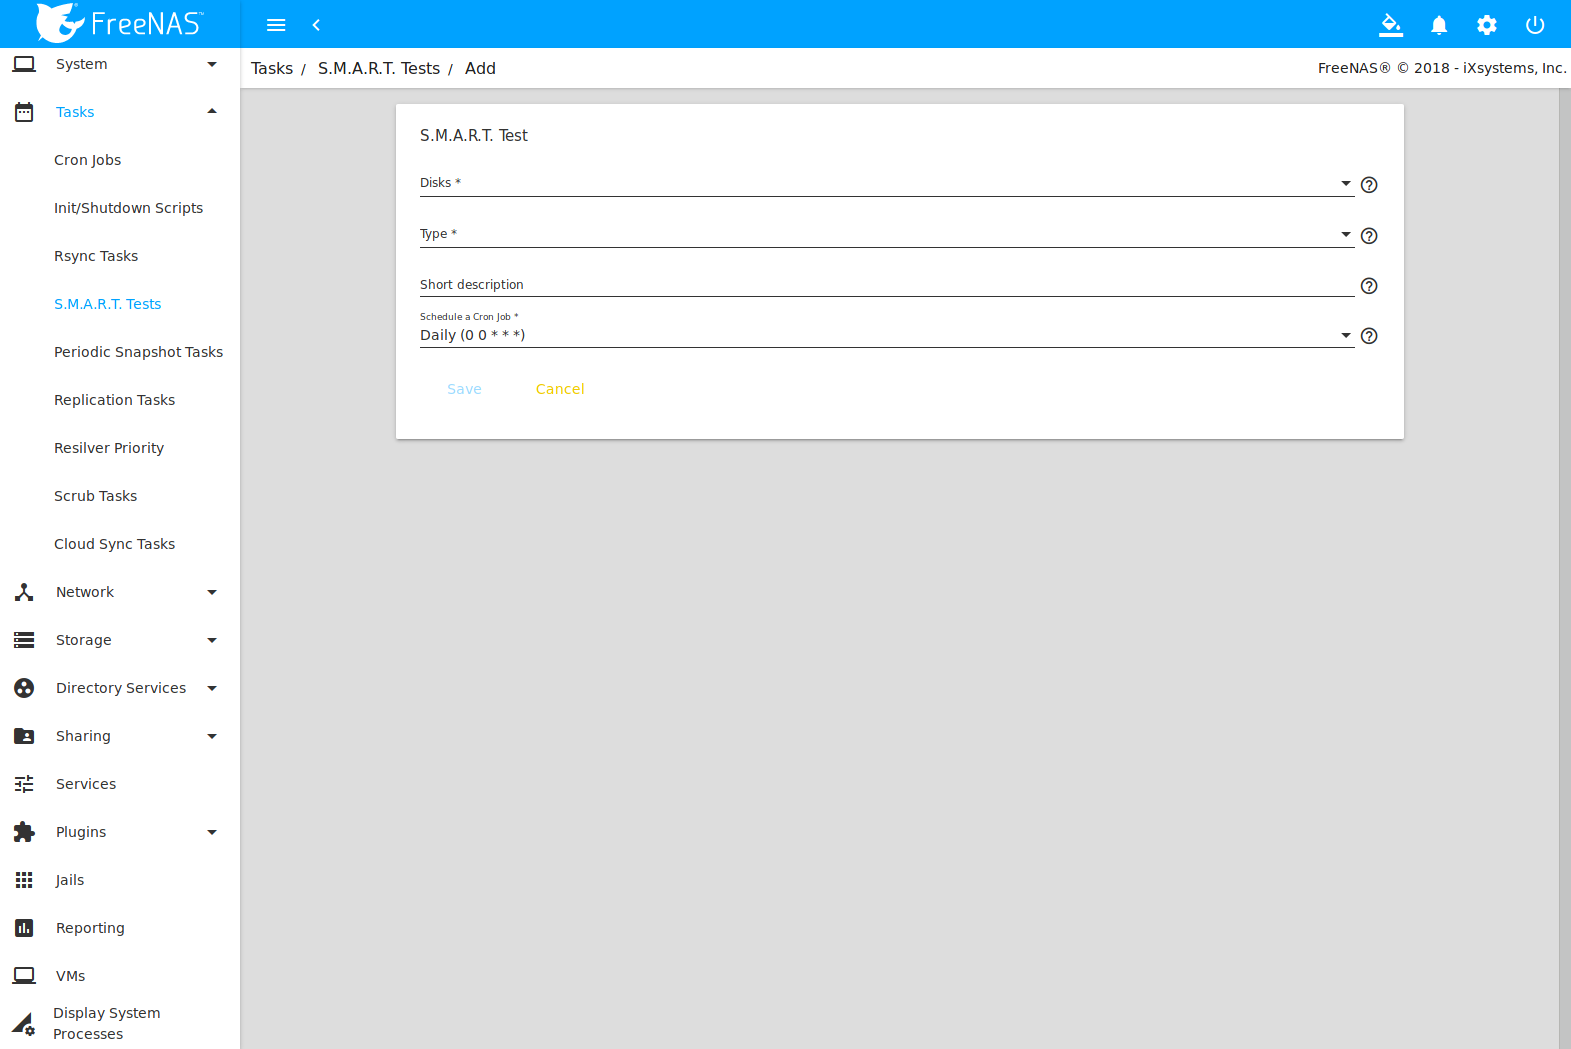 FreeNAS™
System
Tasks
Cron Jobs
Init/Shutdown Scripts
Rsync Tasks
S.M.A.R.T. Tests
Periodic Snapshot Tasks
Replication Tasks
Resilver Priority
Scrub Tasks
Cloud Sync Tasks
Network
Storage
Directory Services
Sharing
Services
Plugins
Jails
Reporting
VMs
Display System
Processes
Tasks / S.M.A.R.T. Tests / Add
FreeNAS® © 2018 - iXsystems, Inc.
S.M.A.R.T. Test
Disks *
Type *
Short description
Schedule a Cron Job *
Daily (0 0 * * *)
Save Cancel